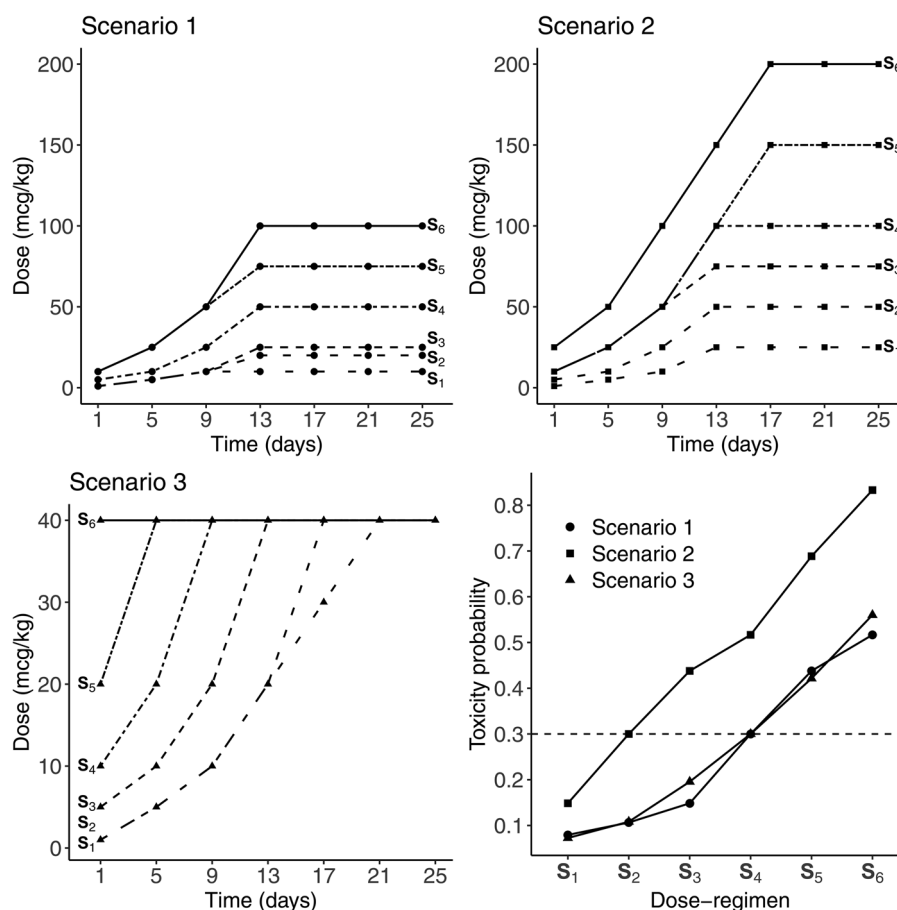 Scenario 1
Dose (mcg/kg)
200
150
100
50
0
S₆
S₅
S₄
S₃
S₂
S₁
1 5 9 13 17 21 25
Time (days)
Scenario 2
Dose (mcg/kg)
200
150
100
50
0
S₆
S₅
S₄
S₃
S₂
S
1 5 9 13 17 21 25
Time (days)
Scenario 3
Dose (mcg/kg)
40
30
20
10
0
S₆
S₅
S₄
S₃
S₂
S₁
1 5 9 13 17 21 25
Time (days)
Toxicity probability
0.8
0.7
0.6
0.5
0.4
0.3
0.2
0.1
Scenario 1
Scenario 2
Scenario 3
S₁ S₂ S₃ S₄ S₅ S₆
Dose−regimen